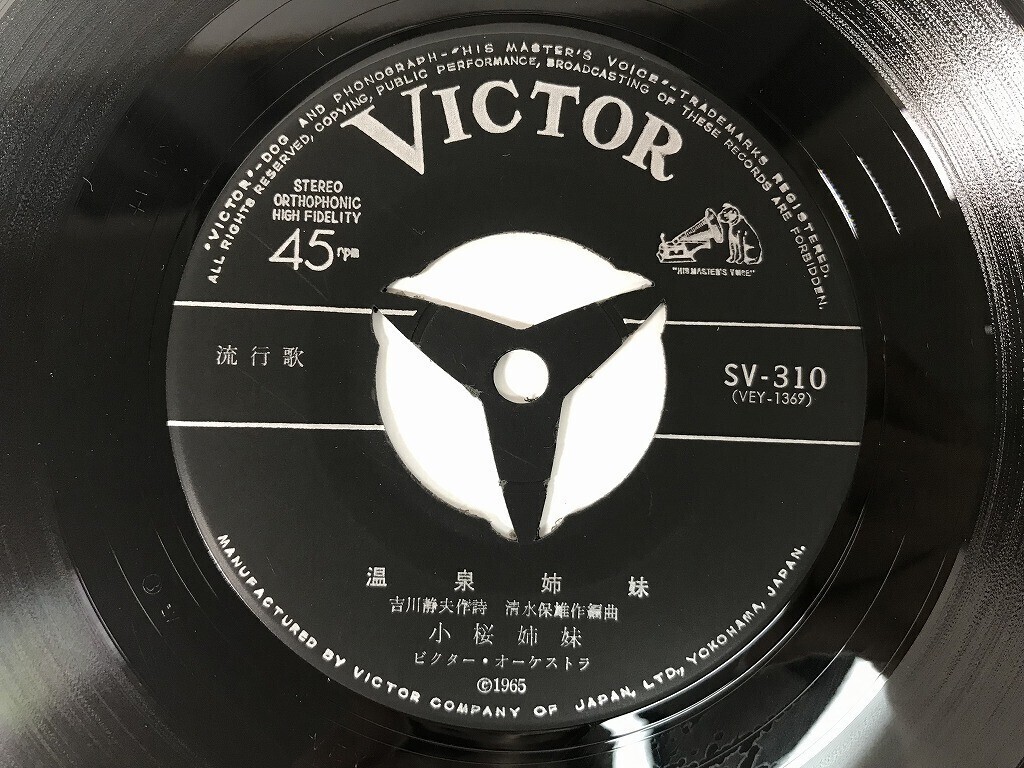 "VICTOR"-DOG AND PHONOGRAPH-"HIS MASTER'S VOICE"-TRADEMARKS REGISTERED.
ALL RIGHTS RESERVED, COPYING, PUBLIC PERFORMANCE, BROADCASTING OF THESE RECORDS ARE FORBIDDEN.
VICTOR
STEREO
ORTHOPHONIC
HIGH FIDELITY
45 rpm
"HIS MASTER'S VOICE"
流行歌
SV-310
(VEY-1369)
温泉姉妹
吉川静夫作詩 清水保雄作編曲
小桜姉妹
ビクター・オーケストラ
©1965
MANUFACTURED BY VICTOR COMPANY OF JAPAN, LTD., YOKOHAMA, JAPAN.